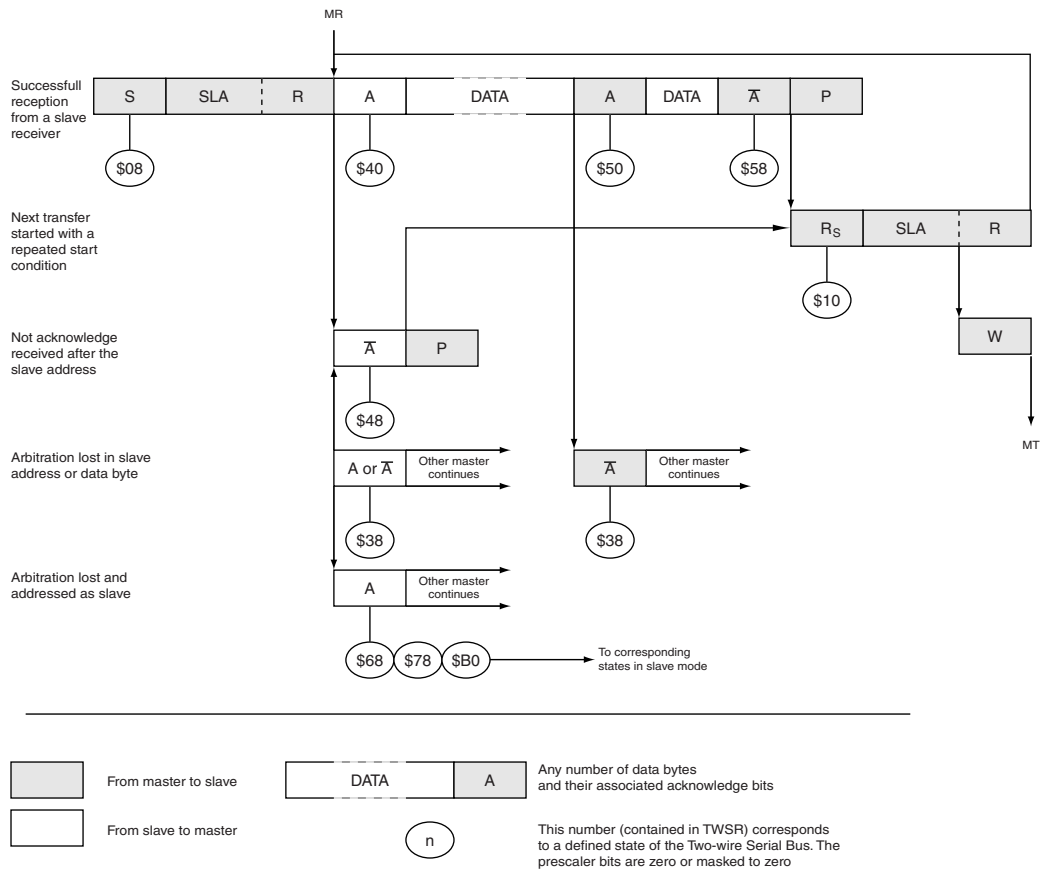 MR
Successfull
reception
from a slave
receiver
S SLA R A DATA A DATA A̅ P
$08 $40 $50 $58
Next transfer
started with a
repeated start
condition
RS SLA R
$10
Not acknowledge
received after the
slave address
A̅ P
W
$48
MT
Arbitration lost in slave
address or data byte
A or A̅
Other master
continues
A̅
Other master
continues
$38 $38
Arbitration lost and
addressed as slave
A
Other master
continues
$68 $78 $B0
To corresponding
states in slave mode
From master to slave
DATA A
Any number of data bytes
and their associated acknowledge bits
From slave to master
n
This number (contained in TWSR) corresponds
to a defined state of the Two-wire Serial Bus. The
prescaler bits are zero or masked to zero